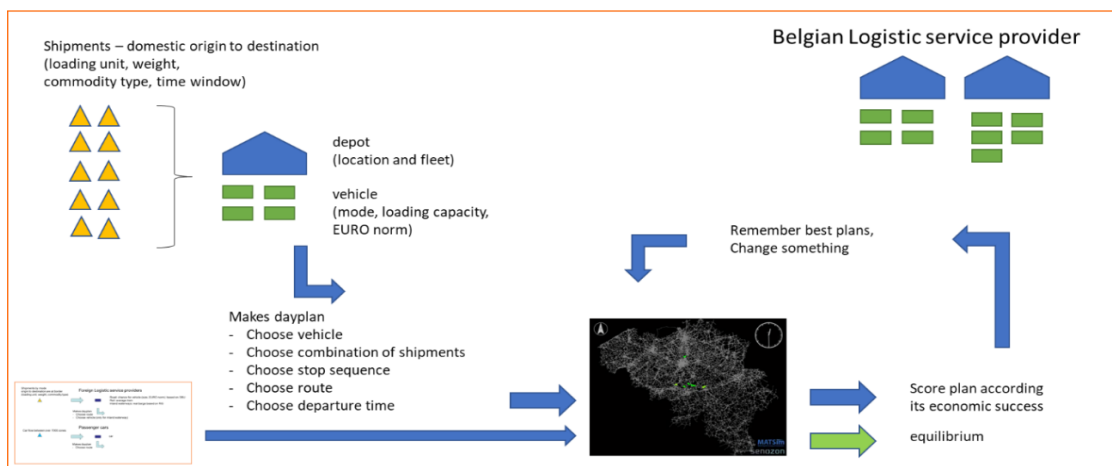 Shipments – domestic origin to destination
(loading unit, weight,
commodity type, time window)
Belgian Logistic service provider
depot
(location and fleet)
vehicle
(mode, loading capacity,
EURO norm)
Remember best plans,
Change something
Makes dayplan
- Choose vehicle
- Choose combination of shipments
- Choose stop sequence
- Choose route
- Choose departure time
Score plan according
its economic success
equilibrium
Foreign Logistic service providers
Passenger cars
MATSim
senozon